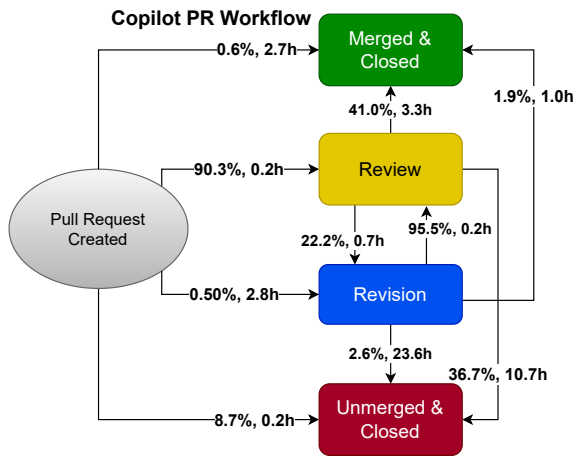 Copilot PR Workflow
Merged &
Closed
0.6%, 2.7h
1.9%, 1.0h
41.0%, 3.3h
90.3%, 0.2h
Review
Pull Request
Created
22.2%, 0.7h
95.5%, 0.2h
0.50%, 2.8h
Revision
2.6%, 23.6h
36.7%, 10.7h
8.7%, 0.2h
Unmerged &
Closed